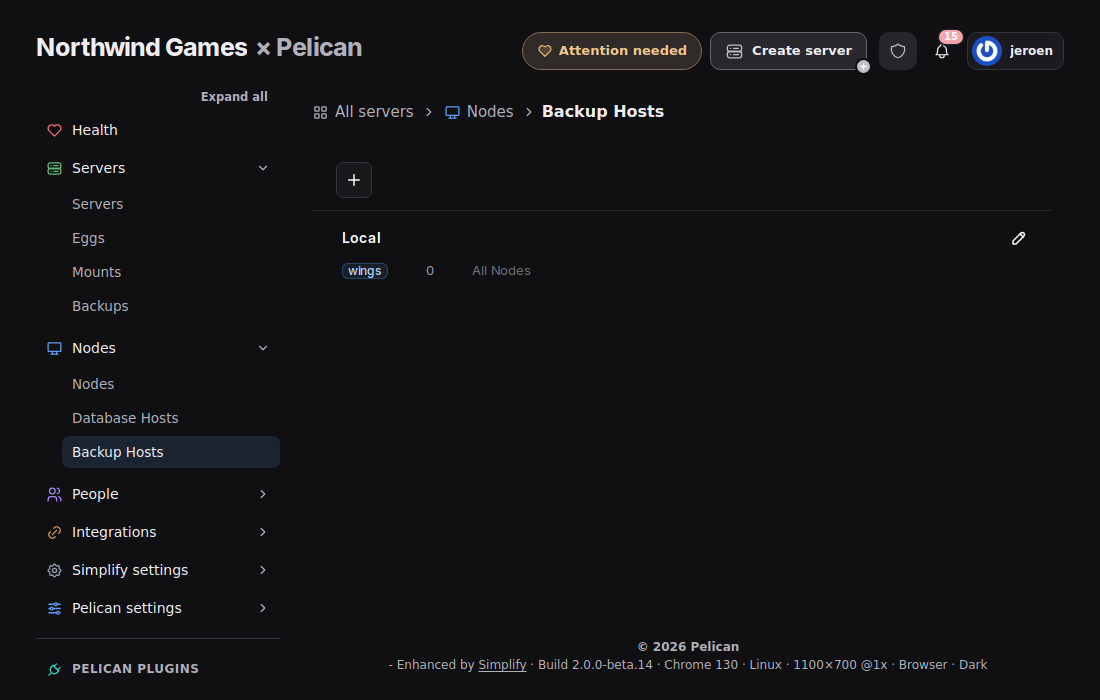 Northwind Games × Pelican
Attention needed
Create server
15
jeroen
Expand all
Health
Servers
Servers
Eggs
Mounts
Backups
Nodes
Nodes
Database Hosts
Backup Hosts
People
Integrations
Simplify settings
Pelican settings
PELICAN PLUGINS
All servers > Nodes > Backup Hosts
Local
wings 0 All Nodes
© 2026 Pelican
- Enhanced by Simplify · Build 2.0.0-beta.14 · Chrome 130 · Linux · 1100×700 @1x · Browser · Dark